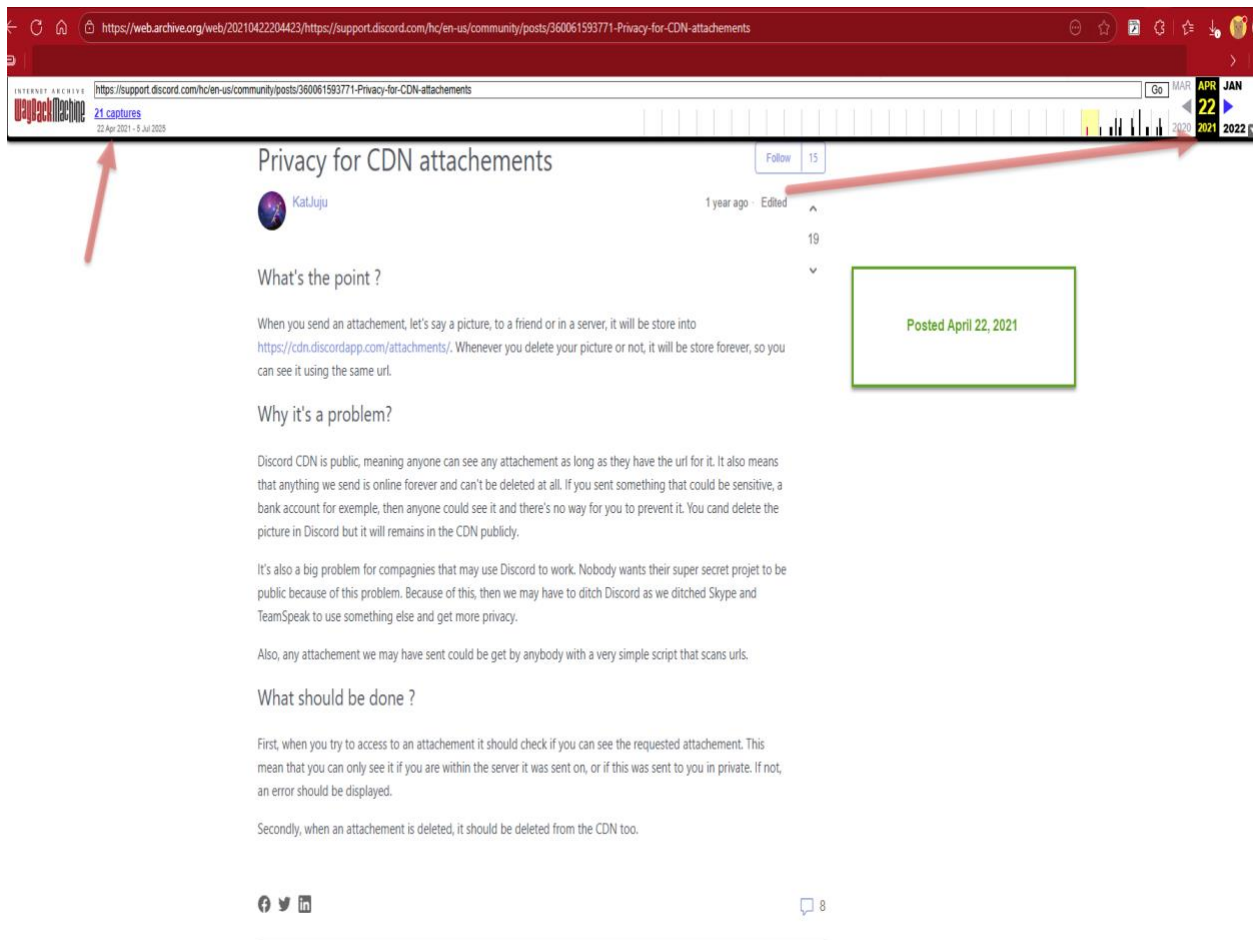 https://web.archive.org/web/20210422204423/https://support.discord.com/hc/en-us/community/posts/360061593771-Privacy-for-CDN-attachements
INTERNET ARCHIVE
WayBackMachine
https://support.discord.com/hc/en-us/community/posts/360061593771-Privacy-for-CDN-attachements
Go
MAR APR JAN
21 captures
22
22 Apr 2021 - 5 Jul 2025
2020 2021 2022
Privacy for CDN attachements
Follow 15
KatJuju
1 year ago · Edited
19
What's the point ?
When you send an attachement, let's say a picture, to a friend or in a server, it will be store into
https://cdn.discordapp.com/attachments/. Whenever you delete your picture or not, it will be store forever, so you
can see it using the same url.
Posted April 22, 2021
Why it's a problem?
Discord CDN is public, meaning anyone can see any attachement as long as they have the url for it. It also means
that anything we send is online forever and can't be deleted at all. If you sent something that could be sensitive, a
bank account for exemple, then anyone could see it and there's no way for you to prevent it. You cand delete the
picture in Discord but it will remains in the CDN publicly.
It's also a big problem for compagnies that may use Discord to work. Nobody wants their super secret projet to be
public because of this problem. Because of this, then we may have to ditch Discord as we ditched Skype and
TeamSpeak to use something else and get more privacy.
Also, any attachement we may have sent could be get by anybody with a very simple script that scans urls.
What should be done ?
First, when you try to access to an attachement it should check if you can see the requested attachement. This
mean that you can only see it if you are within the server it was sent on, or if this was sent to you in private. If not,
an error should be displayed.
Secondly, when an attachement is deleted, it should be deleted from the CDN too.
8